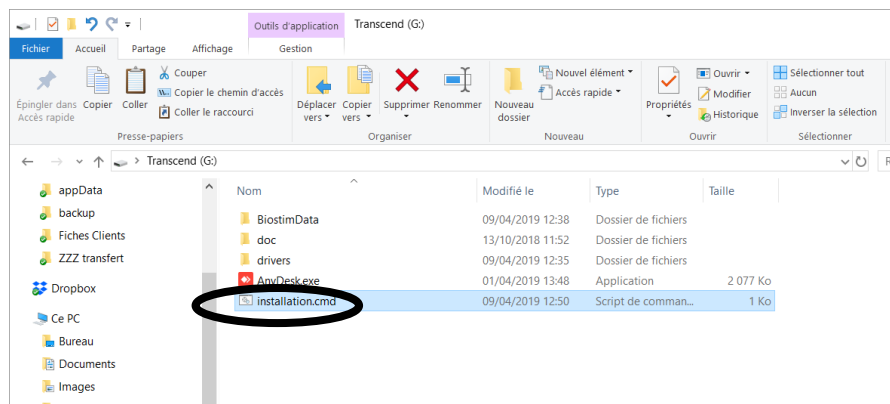 Outils d'application Transcend (G:)
Fichier Accueil Partage Affichage Gestion
Épingler dans Accès rapide
Copier
Coller
Couper
Copier le chemin d'accès
Coller le raccourci
Presse-papiers
Déplacer vers
Copier vers
Supprimer
Renommer
Organiser
Nouveau dossier
Nouvel élément
Accès rapide
Nouveau
Propriétés
Ouvrir
Modifier
Historique
Ouvrir
Sélectionner tout
Aucun
Inverser la sélection
Sélectionner
Transcend (G:)
appData
backup
Fiches Clients
ZZZ transfert
Dropbox
Ce PC
Bureau
Documents
Images
Nom Modifié le Type Taille
BiostimData 09/04/2019 12:38 Dossier de fichiers
doc 13/10/2018 11:52 Dossier de fichiers
drivers 09/04/2019 12:35 Dossier de fichiers
AnyDesk.exe 01/04/2019 13:48 Application 2 077 Ko
installation.cmd 09/04/2019 12:50 Script de comman... 1 Ko